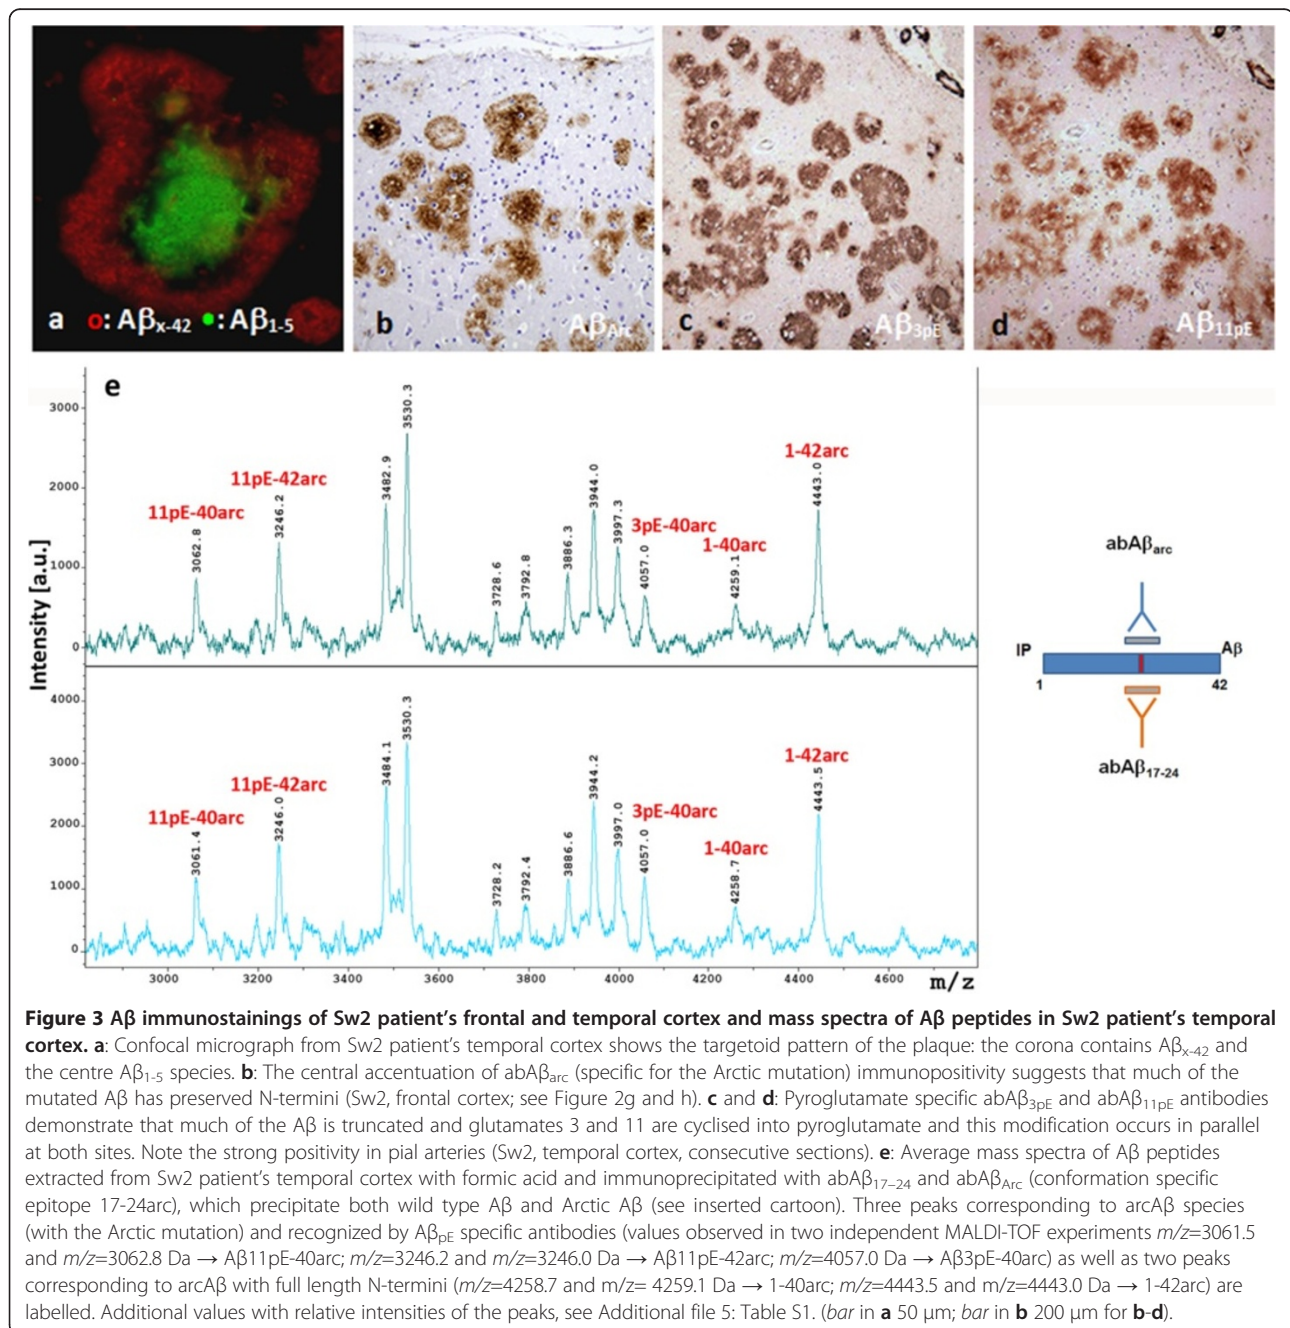 a o: Aβx-42 ●: Aβ1-5
b AβArc
c Aβ3pE
d Aβ11pE
e
Intensity [a.u.]
3000
2000
1000
0
11pE-40arc
3062.8
11pE-42arc
3246.2
3482.9
3530.3
3728.6
3792.8
3886.3
3944.0
3997.3
3pE-40arc
4057.0
1-40arc
4259.1
1-42arc
4443.0
4000
3000
2000
1000
0
11pE-40arc
3061.4
11pE-42arc
3246.0
3484.1
3530.3
3728.2
3792.4
3886.6
3944.2
3997.0
3pE-40arc
4057.0
1-40arc
4258.7
1-42arc
4443.5
3000 3200 3400 3600 3800 4000 4200 4400 4600 m/z
abAβarc
IP Aβ
1 42
abAβ17-24
Figure 3 Aβ immunostainings of Sw2 patient's frontal and temporal cortex and mass spectra of Aβ peptides in Sw2 patient's temporal
cortex. a: Confocal micrograph from Sw2 patient's temporal cortex shows the targetoid pattern of the plaque: the corona contains Aβx-42 and
the centre Aβ1-5 species. b: The central accentuation of abAβarc (specific for the Arctic mutation) immunopositivity suggests that much of the
mutated Aβ has preserved N-termini (Sw2, frontal cortex; see Figure 2g and h). c and d: Pyroglutamate specific abAβ3pE and abAβ11pE antibodies
demonstrate that much of the Aβ is truncated and glutamates 3 and 11 are cyclised into pyroglutamate and this modification occurs in parallel
at both sites. Note the strong positivity in pial arteries (Sw2, temporal cortex, consecutive sections). e: Average mass spectra of Aβ peptides
extracted from Sw2 patient's temporal cortex with formic acid and immunoprecipitated with abAβ17–24 and abAβArc (conformation specific
epitope 17-24arc), which precipitate both wild type Aβ and Arctic Aβ (see inserted cartoon). Three peaks corresponding to arcAβ species
(with the Arctic mutation) and recognized by AβpE specific antibodies (values observed in two independent MALDI-TOF experiments m/z=3061.5
and m/z=3062.8 Da → Aβ11pE-40arc; m/z=3246.2 and m/z=3246.0 Da → Aβ11pE-42arc; m/z=4057.0 Da → Aβ3pE-40arc) as well as two peaks
corresponding to arcAβ with full length N-termini (m/z=4258.7 and m/z= 4259.1 Da → 1-40arc; m/z=4443.5 and m/z=4443.0 Da → 1-42arc) are
labelled. Additional values with relative intensities of the peaks, see Additional file 5: Table S1. (bar in a 50 μm; bar in b 200 μm for b-d).